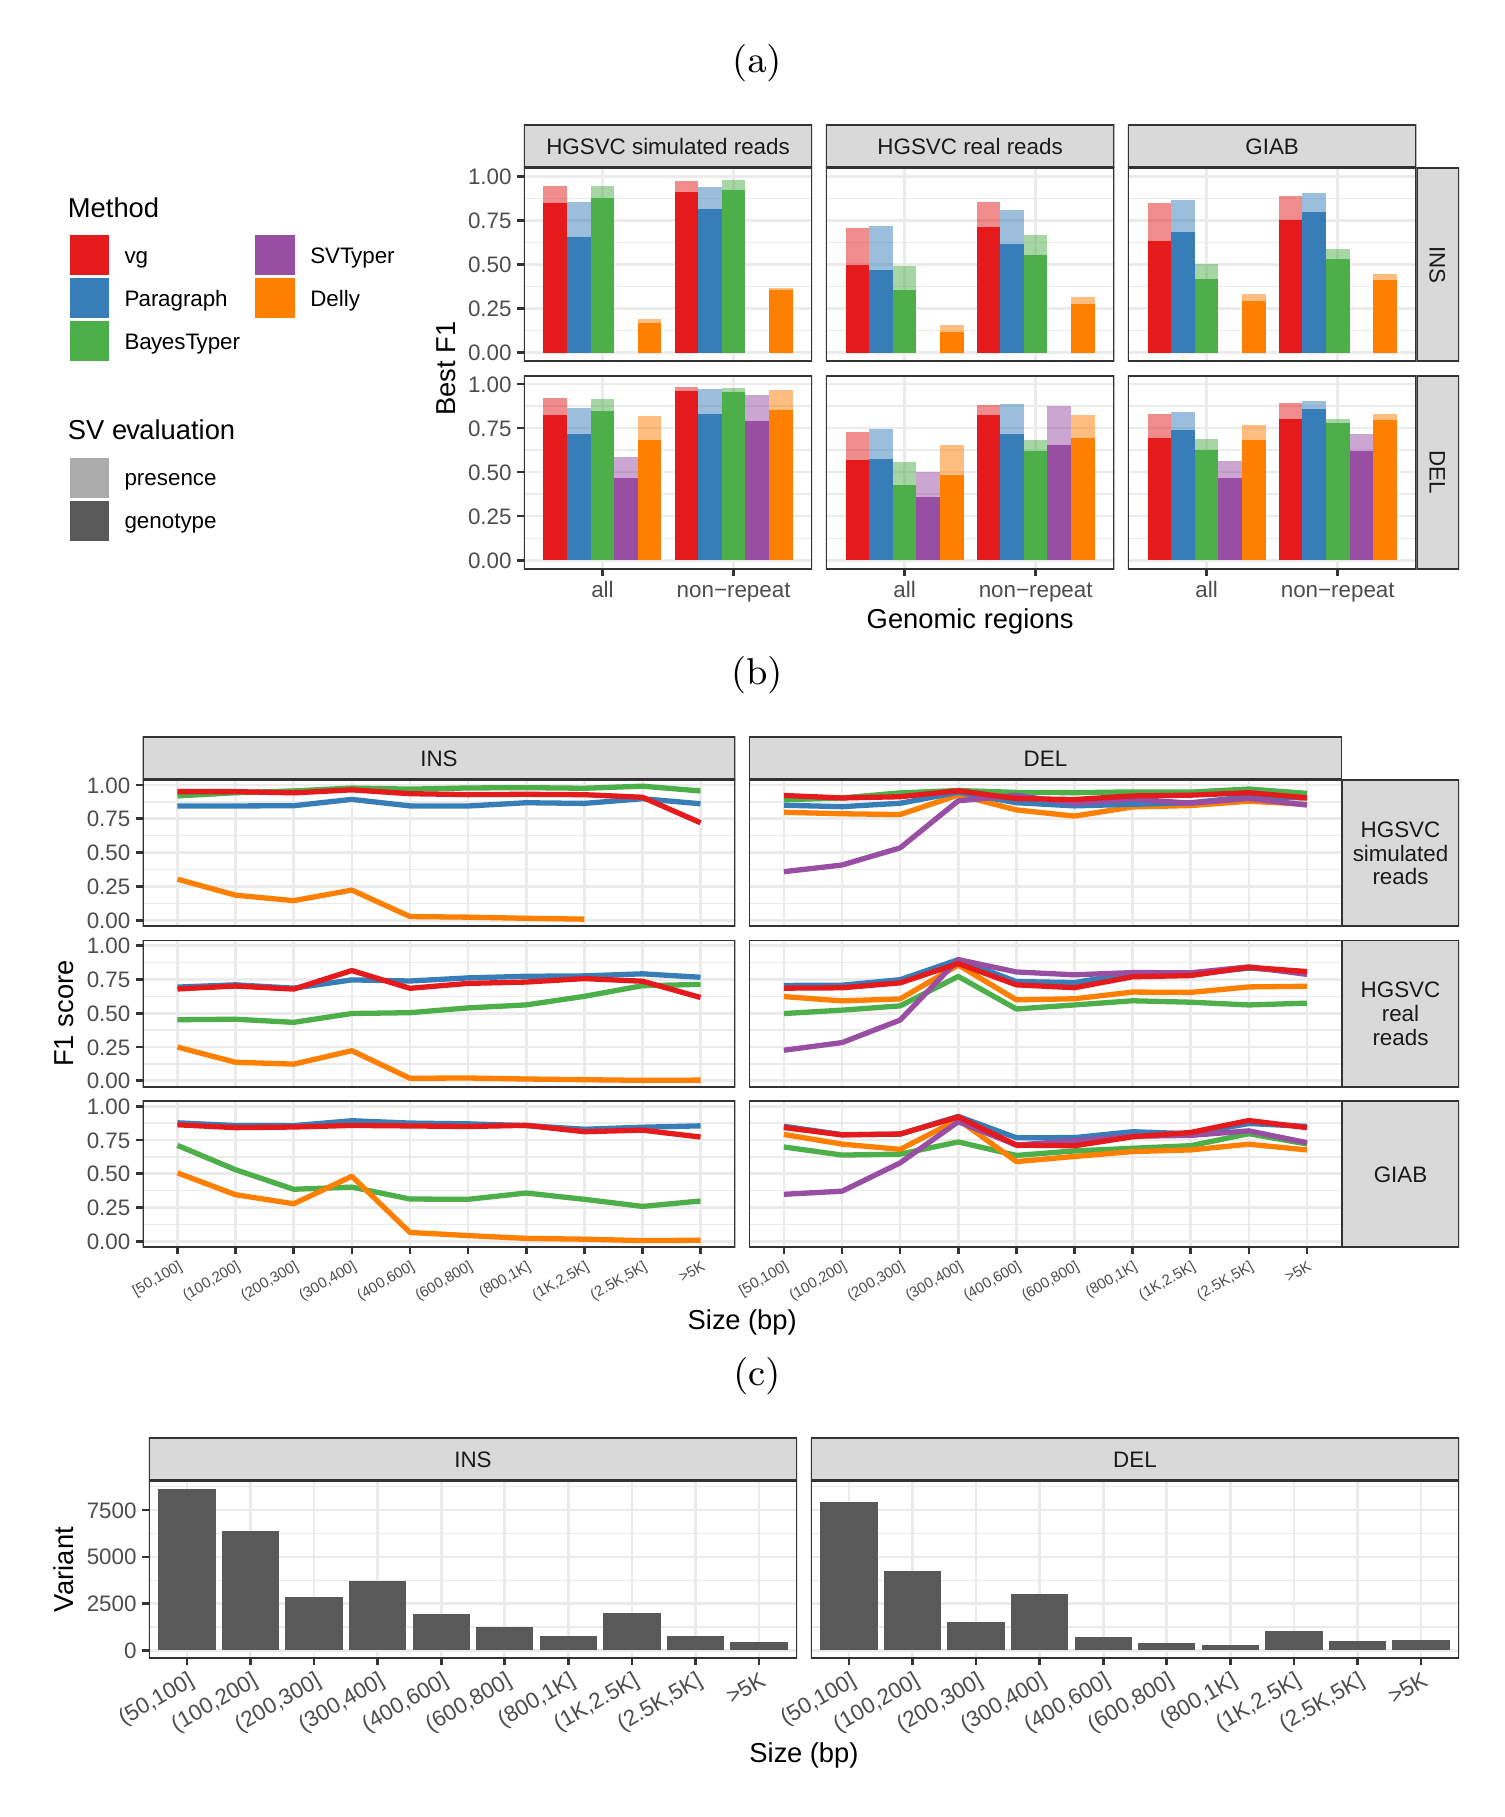 (a)
HGSVC simulated reads
HGSVC real reads
GIAB
Method
vg
Paragraph
BayesTyper
SVTyper
Delly
SV evaluation
presence
genotype
Best F1
1.00
0.75
0.50
0.25
0.00
INS
1.00
0.75
0.50
0.25
0.00
DEL
all
non−repeat
all
non−repeat
all
non−repeat
Genomic regions
(b)
INS
DEL
F1 score
1.00
0.75
0.50
0.25
0.00
HGSVC
simulated
reads
1.00
0.75
0.50
0.25
0.00
HGSVC
real
reads
1.00
0.75
0.50
0.25
0.00
GIAB
[50,100]
(100,200]
(200,300]
(300,400]
(400,600]
(600,800]
(800,1K]
(1K,2.5K]
(2.5K,5K]
>5K
[50,100]
(100,200]
(200,300]
(300,400]
(400,600]
(600,800]
(800,1K]
(1K,2.5K]
(2.5K,5K]
>5K
Size (bp)
(c)
INS
DEL
Variant
7500
5000
2500
0
(50,100]
(100,200]
(200,300]
(300,400]
(400,600]
(600,800]
(800,1K]
(1K,2.5K]
(2.5K,5K]
>5K
(50,100]
(100,200]
(200,300]
(300,400]
(400,600]
(600,800]
(800,1K]
(1K,2.5K]
(2.5K,5K]
>5K
Size (bp)